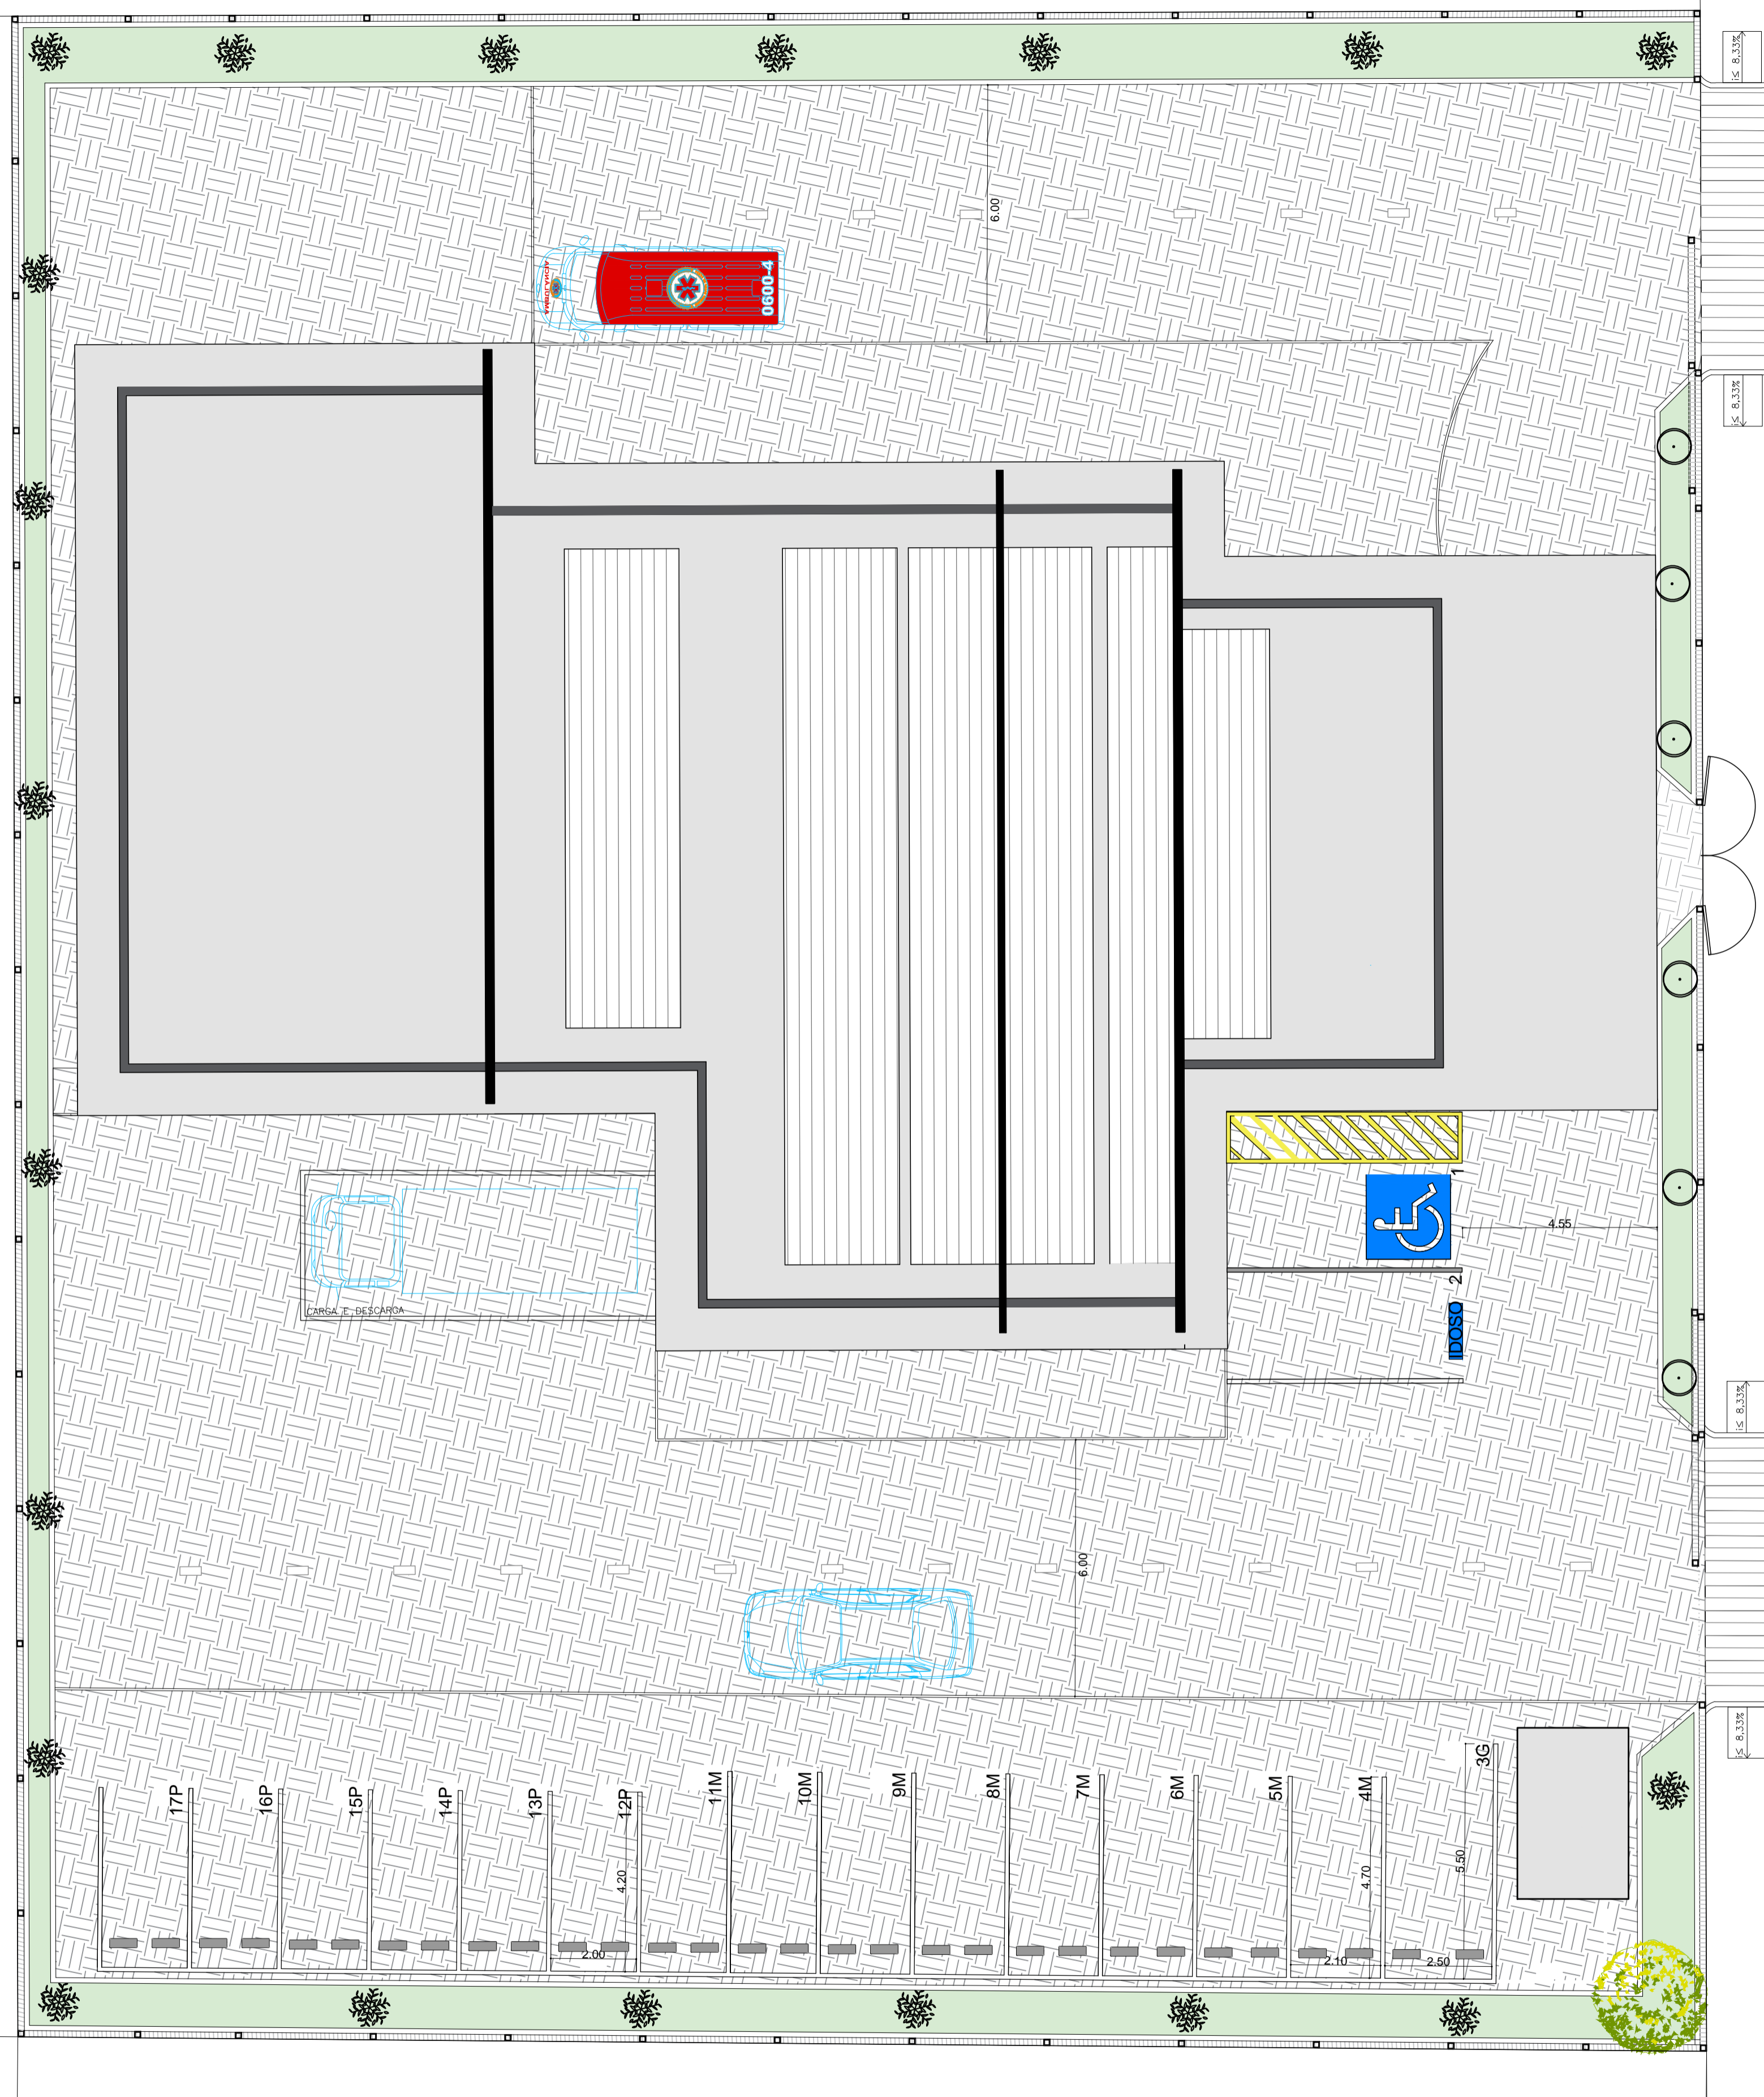 i≤ 8,33%
6.00
AMBULÂNCIA
0600-4
i≤ 8,33%
1
4.55
2
IDOSO
CARGA E DESCARGA
i≤ 8,33%
6.00
i≤ 8,33%
17P
16P
15P
14P
13P
12P
11M
10M
9M
8M
7M
6M
5M
4M
3G
4.20
4.70
5.50
2.00
2.10
2.50